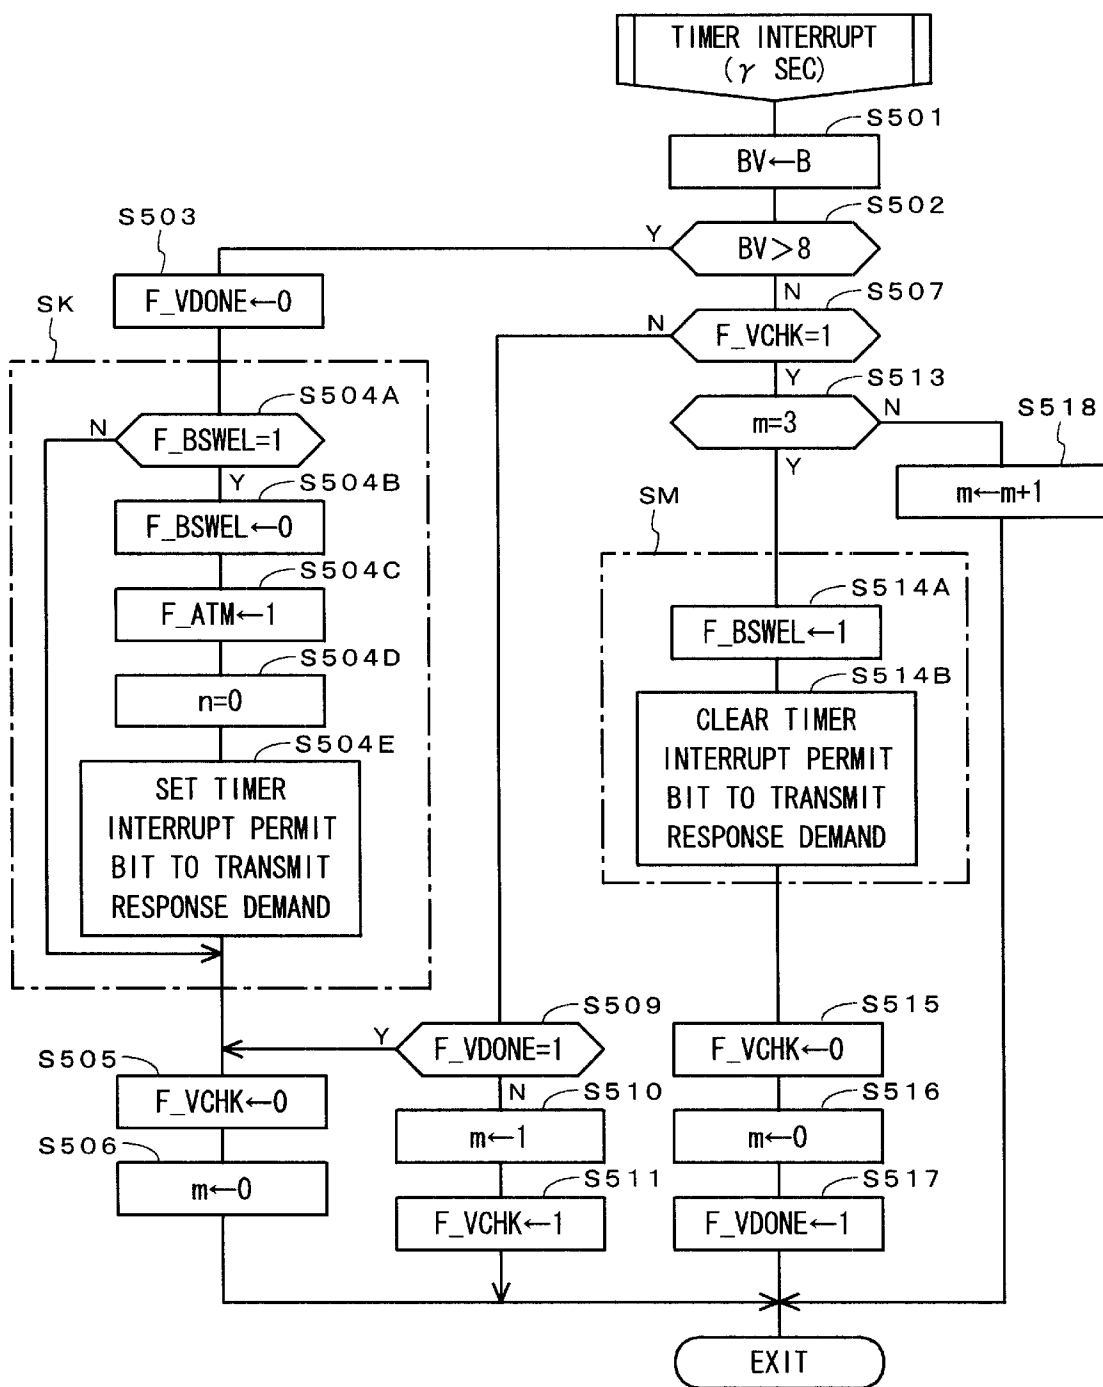 TIMER INTERRUPT
(γ SEC)
S501
BV←B
S502
BV>8
Y
N
S503
F_VDONE←0
SK
S507
F_VCHK=1
N
Y
S504A
F_BSWEL=1
N
Y
S513
m=3
N
Y
S518
m←m+1
S504B
F_BSWEL←0
S504C
F_ATM←1
S504D
n=0
S504E
SET TIMER
INTERRUPT PERMIT
BIT TO TRANSMIT
RESPONSE DEMAND
SM
S514A
F_BSWEL←1
S514B
CLEAR TIMER
INTERRUPT PERMIT
BIT TO TRANSMIT
RESPONSE DEMAND
S509
F_VDONE=1
Y
N
S505
F_VCHK←0
S506
m←0
S510
m←1
S511
F_VCHK←1
S515
F_VCHK←0
S516
m←0
S517
F_VDONE←1
EXIT